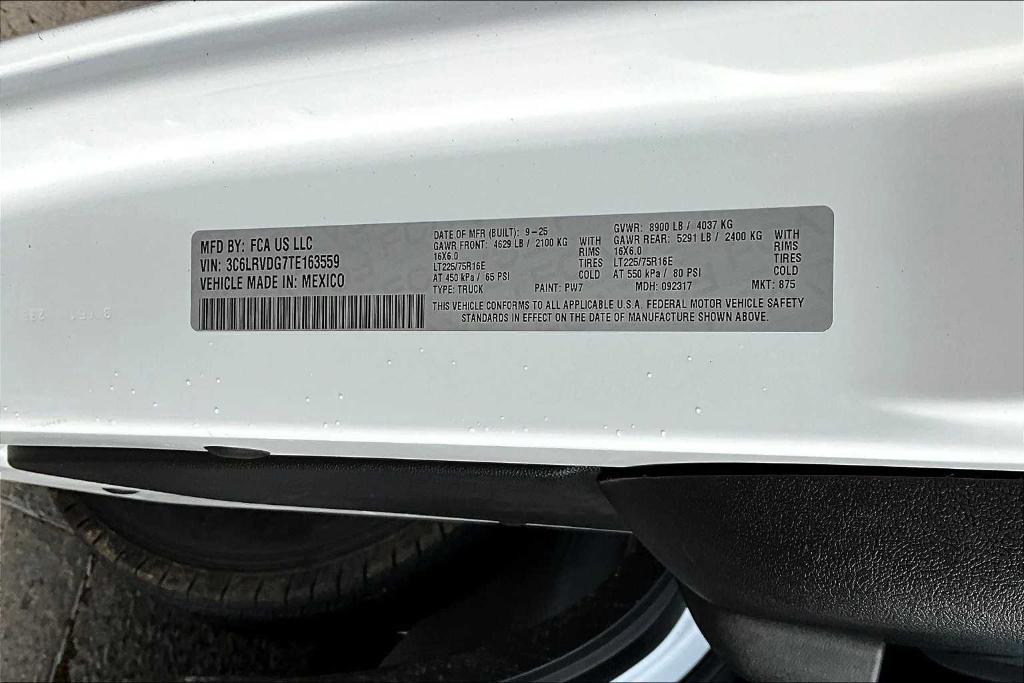 MFD BY: FCA US LLC
VIN: 3C6LRVDG7TE163559
VEHICLE MADE IN: MEXICO
DATE OF MFR (BUILT): 9-25
GAWR FRONT: 4629 LB / 2100 KG WITH
16X6.0 RIMS
LT225/75R16E TIRES
AT 450 kPa / 65 PSI COLD
TYPE: TRUCK PAINT: PW7
GVWR: 8900 LB / 4037 KG
GAWR REAR: 5291 LB / 2400 KG WITH
16X6.0 RIMS
LT225/75R16E TIRES
AT 550 kPa / 80 PSI COLD
MDH: 092317 MKT: 875
THIS VEHICLE CONFORMS TO ALL APPLICABLE U.S.A. FEDERAL MOTOR VEHICLE SAFETY
STANDARDS IN EFFECT ON THE DATE OF MANUFACTURE SHOWN ABOVE.